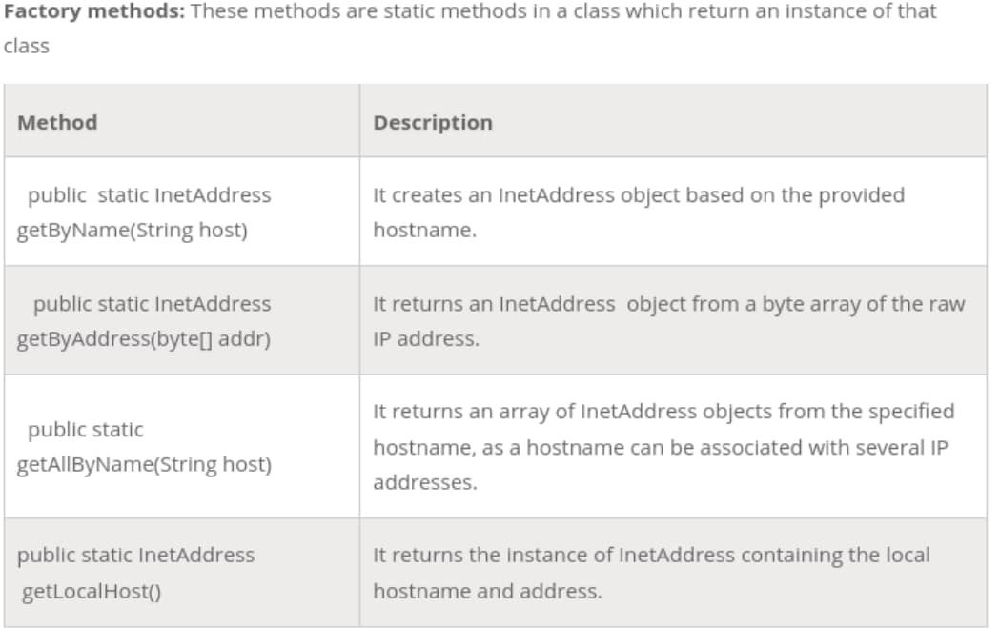 Factory methods: These methods are static methods in a class which return an instance of that
class
Method
Description
public static InetAddress
getByName(String host)
It creates an InetAddress object based on the provided
hostname.
public static InetAddress
getByAddress(byte[] addr)
It returns an InetAddress object from a byte array of the raw
IP address.
public static
getAllByName(String host)
It returns an array of InetAddress objects from the specified
hostname, as a hostname can be associated with several IP
addresses.
public static InetAddress
getLocalHost()
It returns the instance of InetAddress containing the local
hostname and address.